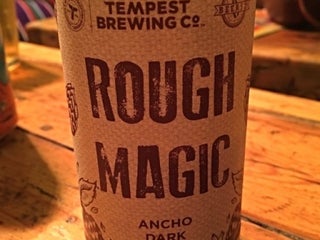 TEMPEST
BREWING CO.
ROUGH
MAGIC
ANCHO
DARK